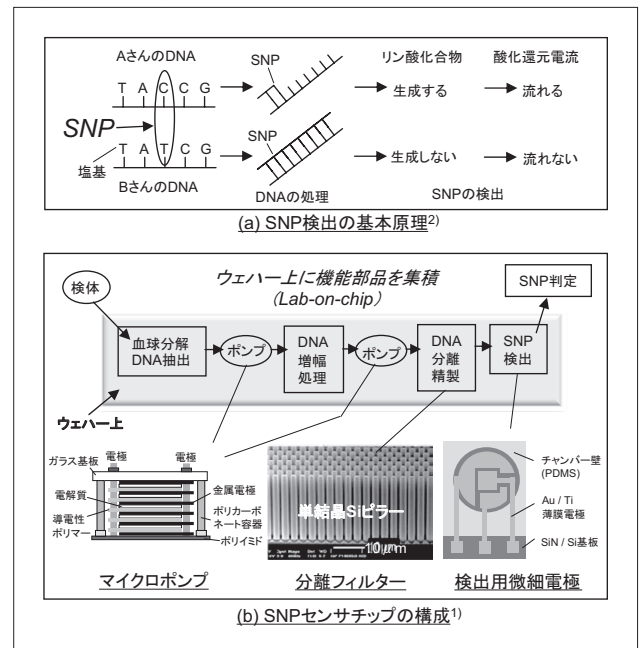 AさんのDNA
T A C C G
SNP
塩基
T A T C G
BさんのDNA
SNP
SNP
DNAの処理
リン酸化合物
酸化還元電流
生成する
流れる
生成しない
流れない
SNPの検出
(a) SNP検出の基本原理2)
ウェハー上に機能部品を集積
(Lab-on-chip)
検体
SNP判定
血球分解
DNA抽出
ポンプ
DNA
増幅
処理
ポンプ
DNA
分離
精製
SNP
検出
ウェハー上
電極
電極
ガラス基板
電解質
導電性
ポリマー
金属電極
ポリカーボ
ネート容器
ポリイミド
マイクロポンプ
単結晶Siピラー
10μm
分離フィルター
チャンバー壁
(PDMS)
Au / Ti
薄膜電極
SiN / Si基板
検出用微細電極
(b) SNPセンサチップの構成1)